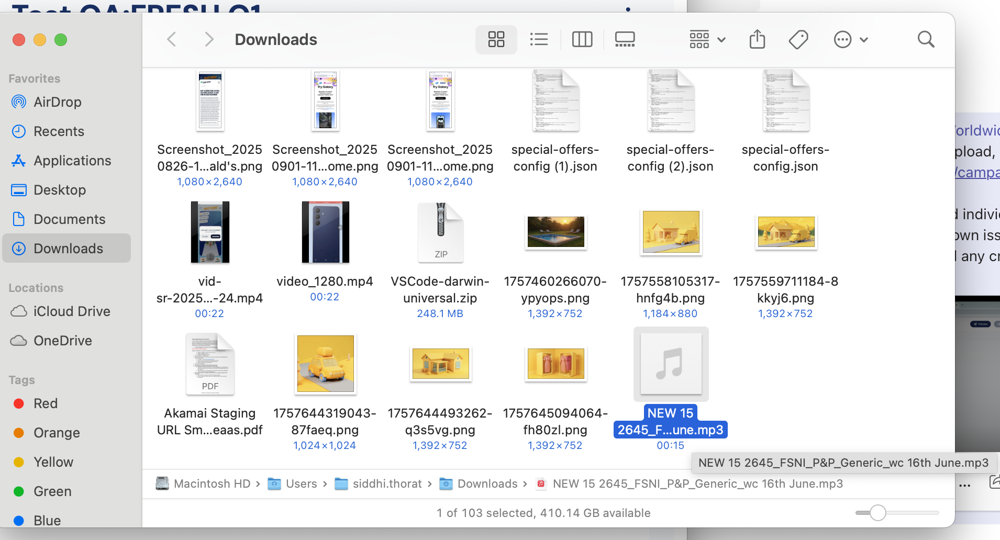 Test QA:FRESH Q1
Downloads
Favorites
AirDrop
Recents
Applications
Desktop
Documents
Downloads
Locations
iCloud Drive
OneDrive
Tags
Red
Orange
Yellow
Green
Blue
Screenshot_2025
0826-1...ald's.png
1,080×2,640
Screenshot_2025
0901-11...ome.png
1,080×2,640
Screenshot_2025
0901-11...ome.png
1,080×2,640
special-offers-
config (1).json
special-offers-
config (2).json
special-offers-
config.json
vid-
sr-2025...-24.mp4
00:22
video_1280.mp4
00:22
ZIP
VSCode-darwin-
universal.zip
248.1 MB
1757460266070-
ypyops.png
1,392×752
1757558105317-
hnfg4b.png
1,184×880
1757559711184-8
kkyj6.png
1,392×752
PDF
Akamai Staging
URL Sm...eaas.pdf
1757644319043-
87faeq.png
1,024×1,024
1757644493262-
q3s5vg.png
1,392×752
1757645094064-
fh80zl.png
1,392×752
NEW 15
2645_F...une.mp3
00:15
NEW 15 2645_FSNI_P&P_Generic_wc 16th June.mp3
Macintosh HD › Users › siddhi.thorat › Downloads › NEW 15 2645_FSNI_P&P_Generic_wc 16th June.mp3
1 of 103 selected, 410.14 GB available
orldwid
pload,
/campa
d indivi
own iss
any cr
Preview